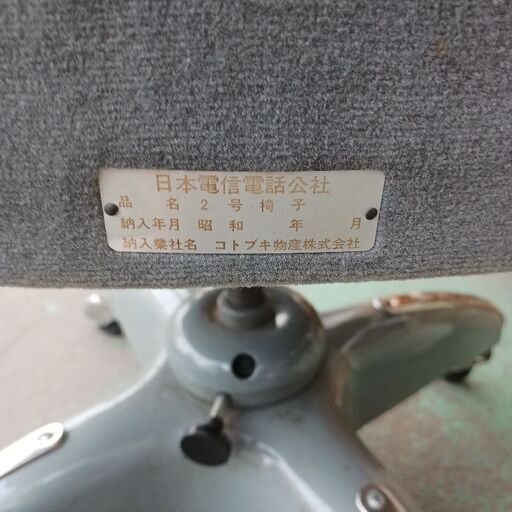 日本電信電話公社
品名 2号椅子
納入年月 昭和 年 月
納入業社名 コトブキ物産株式会社